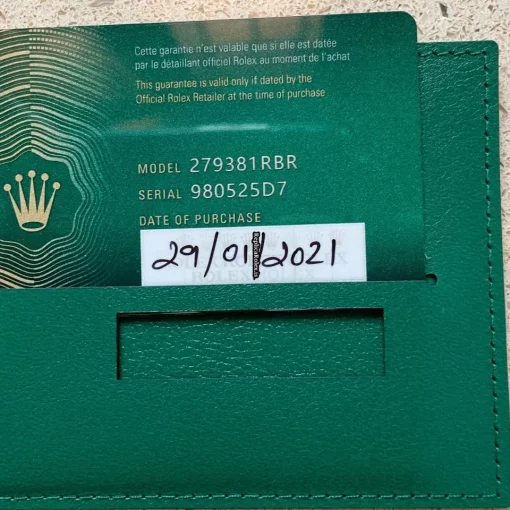 Cette garantie n'est valable que si elle est datée
par le détaillant officiel Rolex au moment de l'achat
This guarantee is valid only if dated by the
Official Rolex Retailer at the time of purchase
MODEL 279381RBR
SERIAL 980525D7
DATE OF PURCHASE
29/01/2021
ROLEX